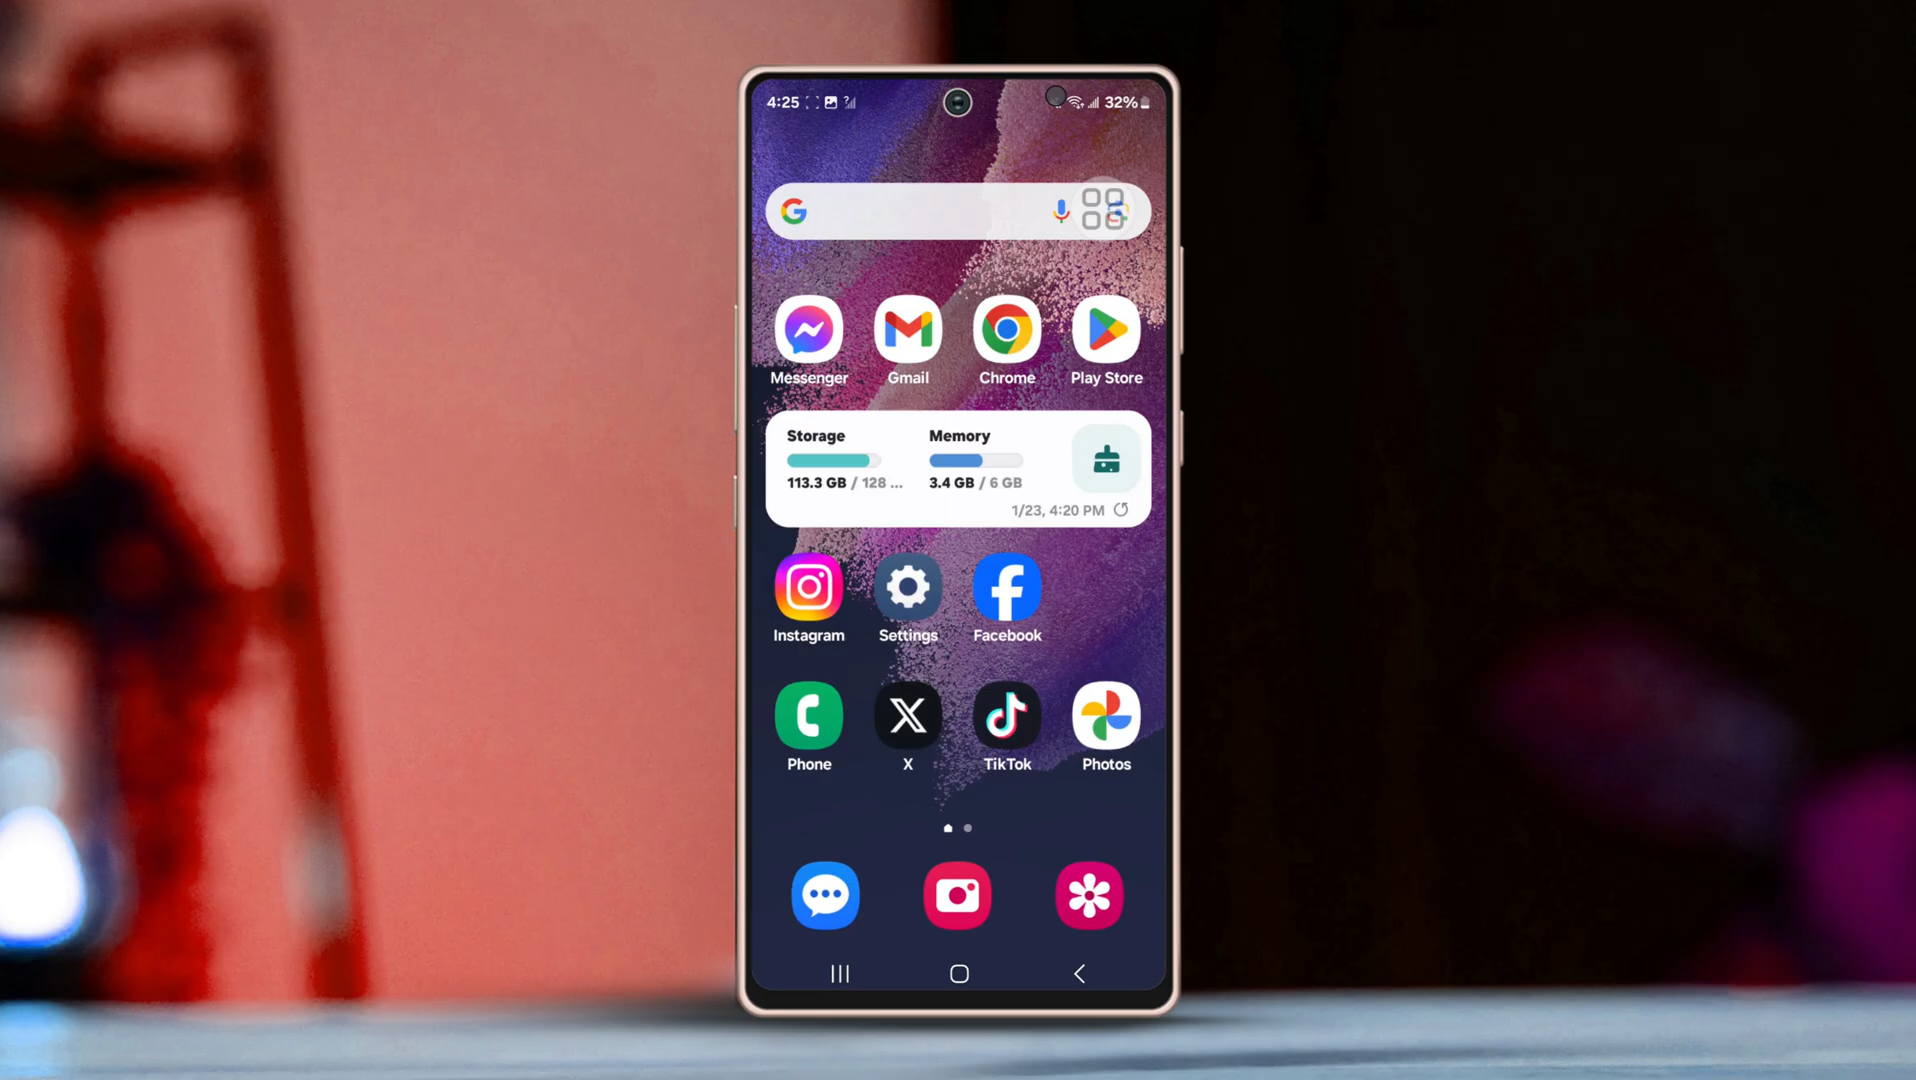 4:25
32%
Messenger Gmail Chrome Play Store
Storage Memory
113.3 GB / 128 ... 3.4 GB / 6 GB
1/23, 4:20 PM
Instagram Settings Facebook
Phone X TikTok Photos